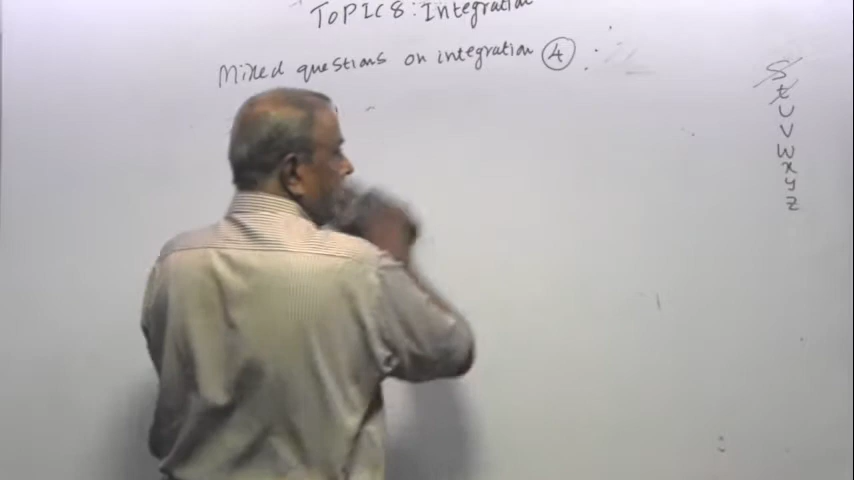 TOPIC 8: Integration
Mixed questions on integration 4
S
t
U
V
W
x
y
z